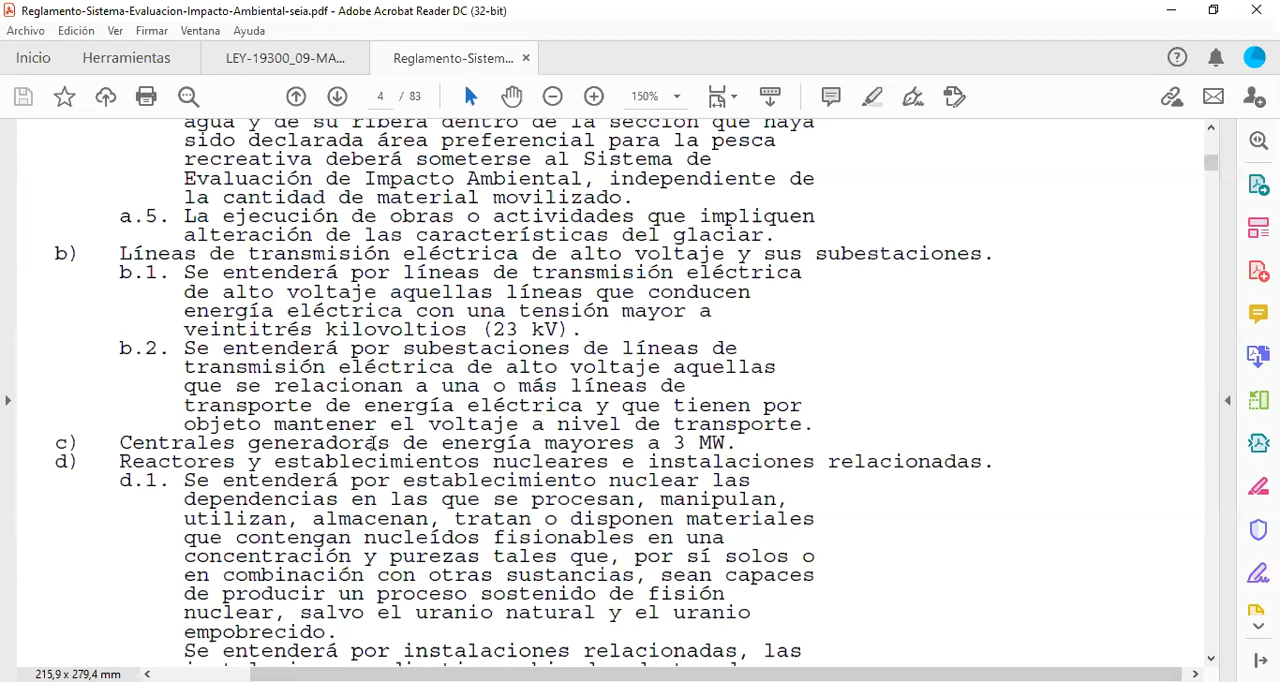 Reglamento-Sistema-Evaluacion-Impacto-Ambiental-seia.pdf - Adobe Acrobat Reader DC (32-bit)
Archivo Edición Ver Firmar Ventana Ayuda
Inicio Herramientas LEY-19300_09-MA... Reglamento-Sistem... ×
4 / 83 150%
agua y de su ribera dentro de la sección que haya
sido declarada área preferencial para la pesca
recreativa deberá someterse al Sistema de
Evaluación de Impacto Ambiental, independiente de
la cantidad de material movilizado.
a.5. La ejecución de obras o actividades que impliquen
alteración de las características del glaciar.
b) Líneas de transmisión eléctrica de alto voltaje y sus subestaciones.
b.1. Se entenderá por líneas de transmisión eléctrica
de alto voltaje aquellas líneas que conducen
energía eléctrica con una tensión mayor a
veintitrés kilovoltios (23 kV).
b.2. Se entenderá por subestaciones de líneas de
transmisión eléctrica de alto voltaje aquellas
que se relacionan a una o más líneas de
transporte de energía eléctrica y que tienen por
objeto mantener el voltaje a nivel de transporte.
c) Centrales generadoras de energía mayores a 3 MW.
d) Reactores y establecimientos nucleares e instalaciones relacionadas.
d.1. Se entenderá por establecimiento nuclear las
dependencias en las que se procesan, manipulan,
utilizan, almacenan, tratan o disponen materiales
que contengan nucleídos fisionables en una
concentración y purezas tales que, por sí solos o
en combinación con otras sustancias, sean capaces
de producir un proceso sostenido de fisión
nuclear, salvo el uranio natural y el uranio
empobrecido.
Se entenderá por instalaciones relacionadas, las
215,9 x 279,4 mm